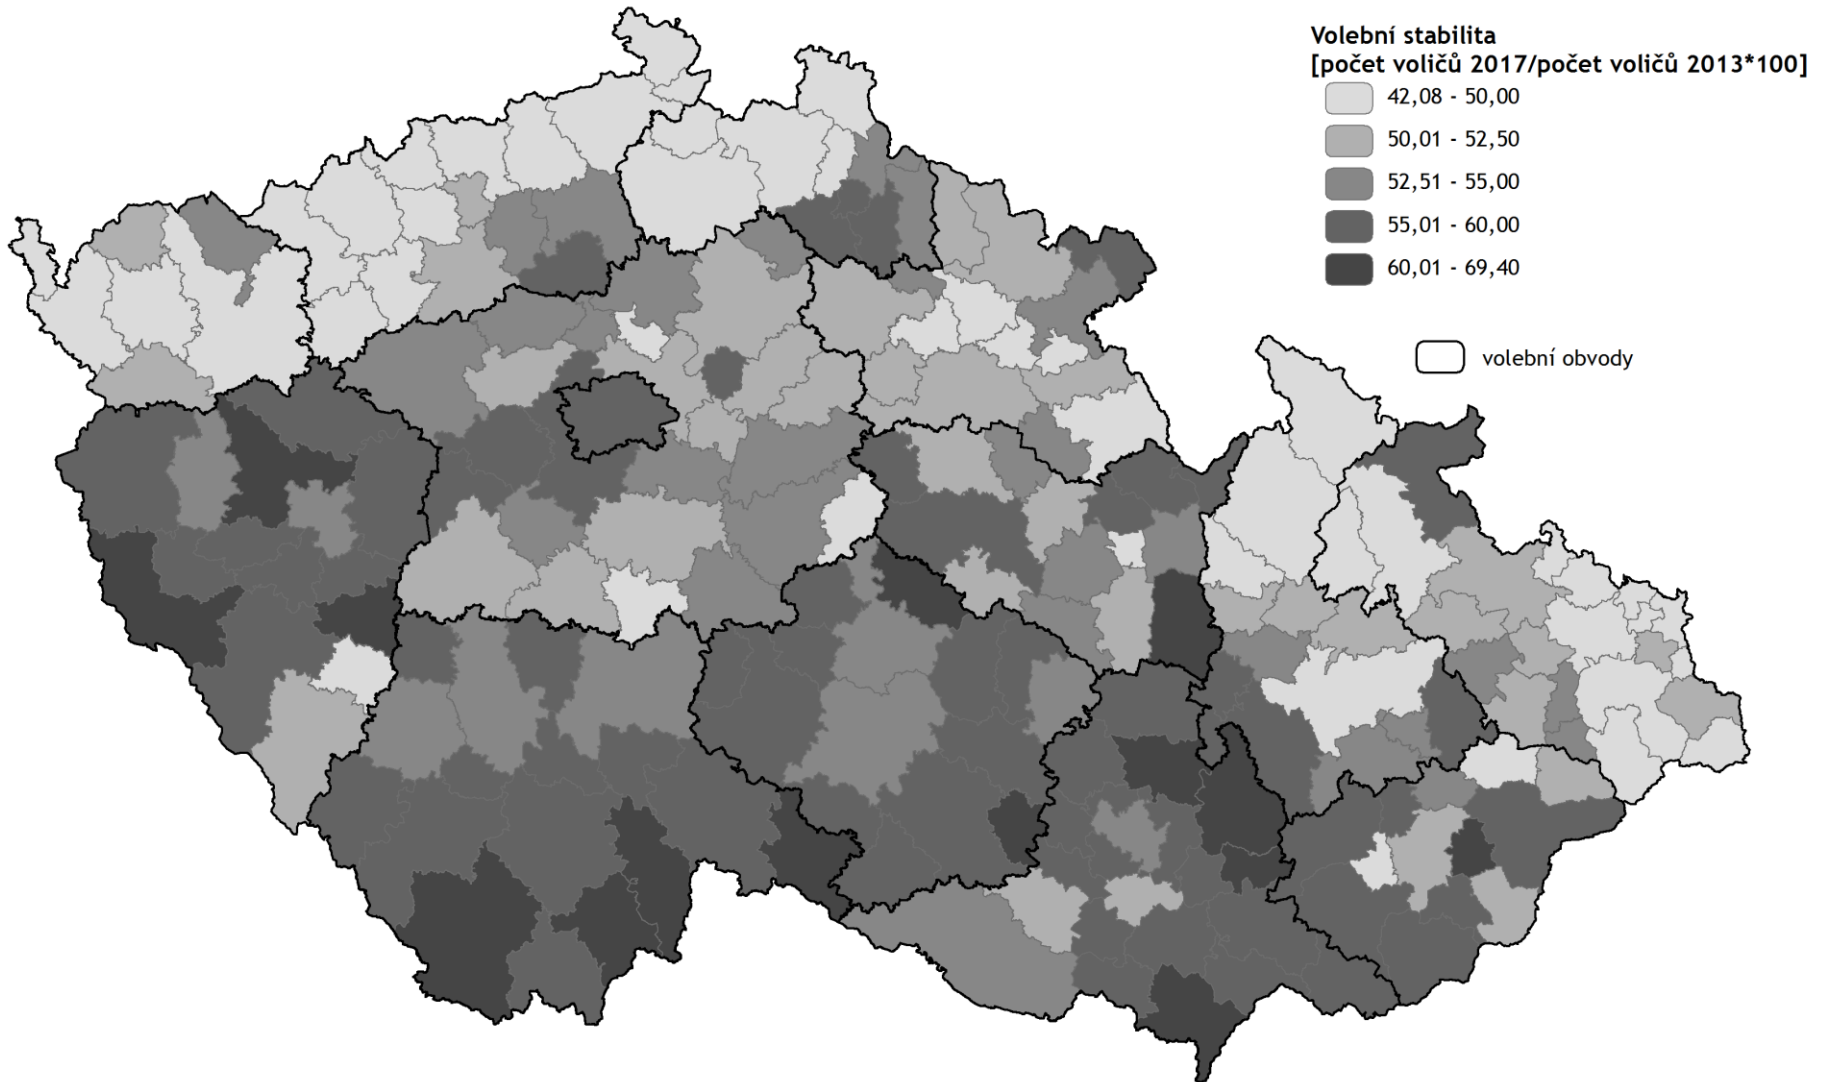 Volební stabilita
[počet voličů 2017/počet voličů 2013*100]
42,08 - 50,00
50,01 - 52,50
52,51 - 55,00
55,01 - 60,00
60,01 - 69,40
volební obvody